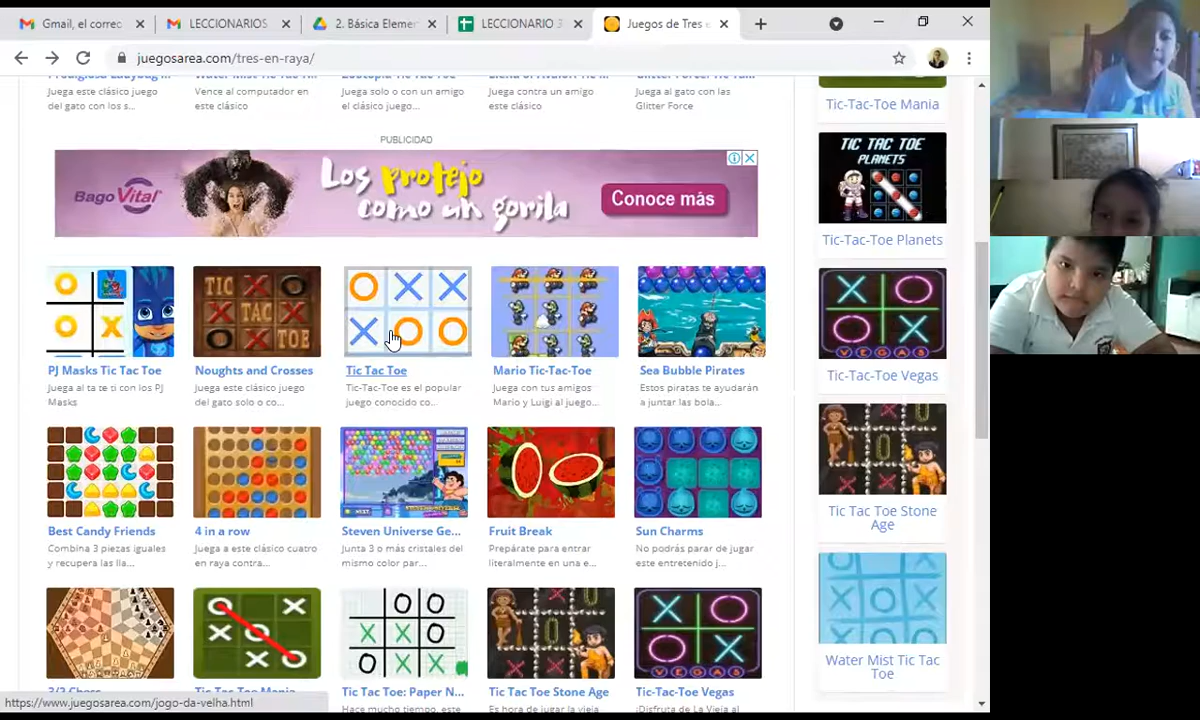 Gmail, el correo
LECCIONARIOS
2. Básica Elemen
LECCIONARIO 3
Juegos de Tres e
juegosarea.com/tres-en-raya/
Juega este clásico juego
del gato con los s...
Vence al computador en
este clásico
Juega solo o con un amigo
el clásico juego...
Juega contra un amigo
este clásico
Juega al gato con las
Glitter Force
PUBLICIDAD
BagoVital
Los protejo
como un gorila
Conoce más
TIC
TAC
TOE
PJ Masks Tic Tac Toe
Juega al ta te ti con los PJ
Masks
Noughts and Crosses
Juega este clásico juego
del gato solo o co...
Tic Tac Toe
Tic-Tac-Toe es el popular
juego conocido co...
Mario Tic-Tac-Toe
Juega con tus amigos
Mario y Luigi al juego...
Sea Bubble Pirates
Estos piratas te ayudarán
a juntar las bola...
Best Candy Friends
Combina 3 piezas iguales
y recupera las lla...
4 in a row
Juega a este clásico cuatro
en raya contra...
Steven Universe Ge...
Junta 3 o más cristales del
mismo color par...
Fruit Break
Prepárate para entrar
literalmente en una e...
Sun Charms
No podrás parar de jugar
este entretenido j...
Tic Tac Toe: Paper N...
Hace mucho tiempo, este
Tic Tac Toe Stone Age
Es hora de jugar la vieja
VEGAS
Tic-Tac-Toe Vegas
¡Disfruta de La Vieja al
Tic-Tac-Toe Mania
TIC TAC TOE
PLANETS
Tic-Tac-Toe Planets
VEGAS
Tic-Tac-Toe Vegas
Tic Tac Toe Stone
Age
Water Mist Tic Tac
Toe
https://www.juegosarea.com/jogo-da-velha.html